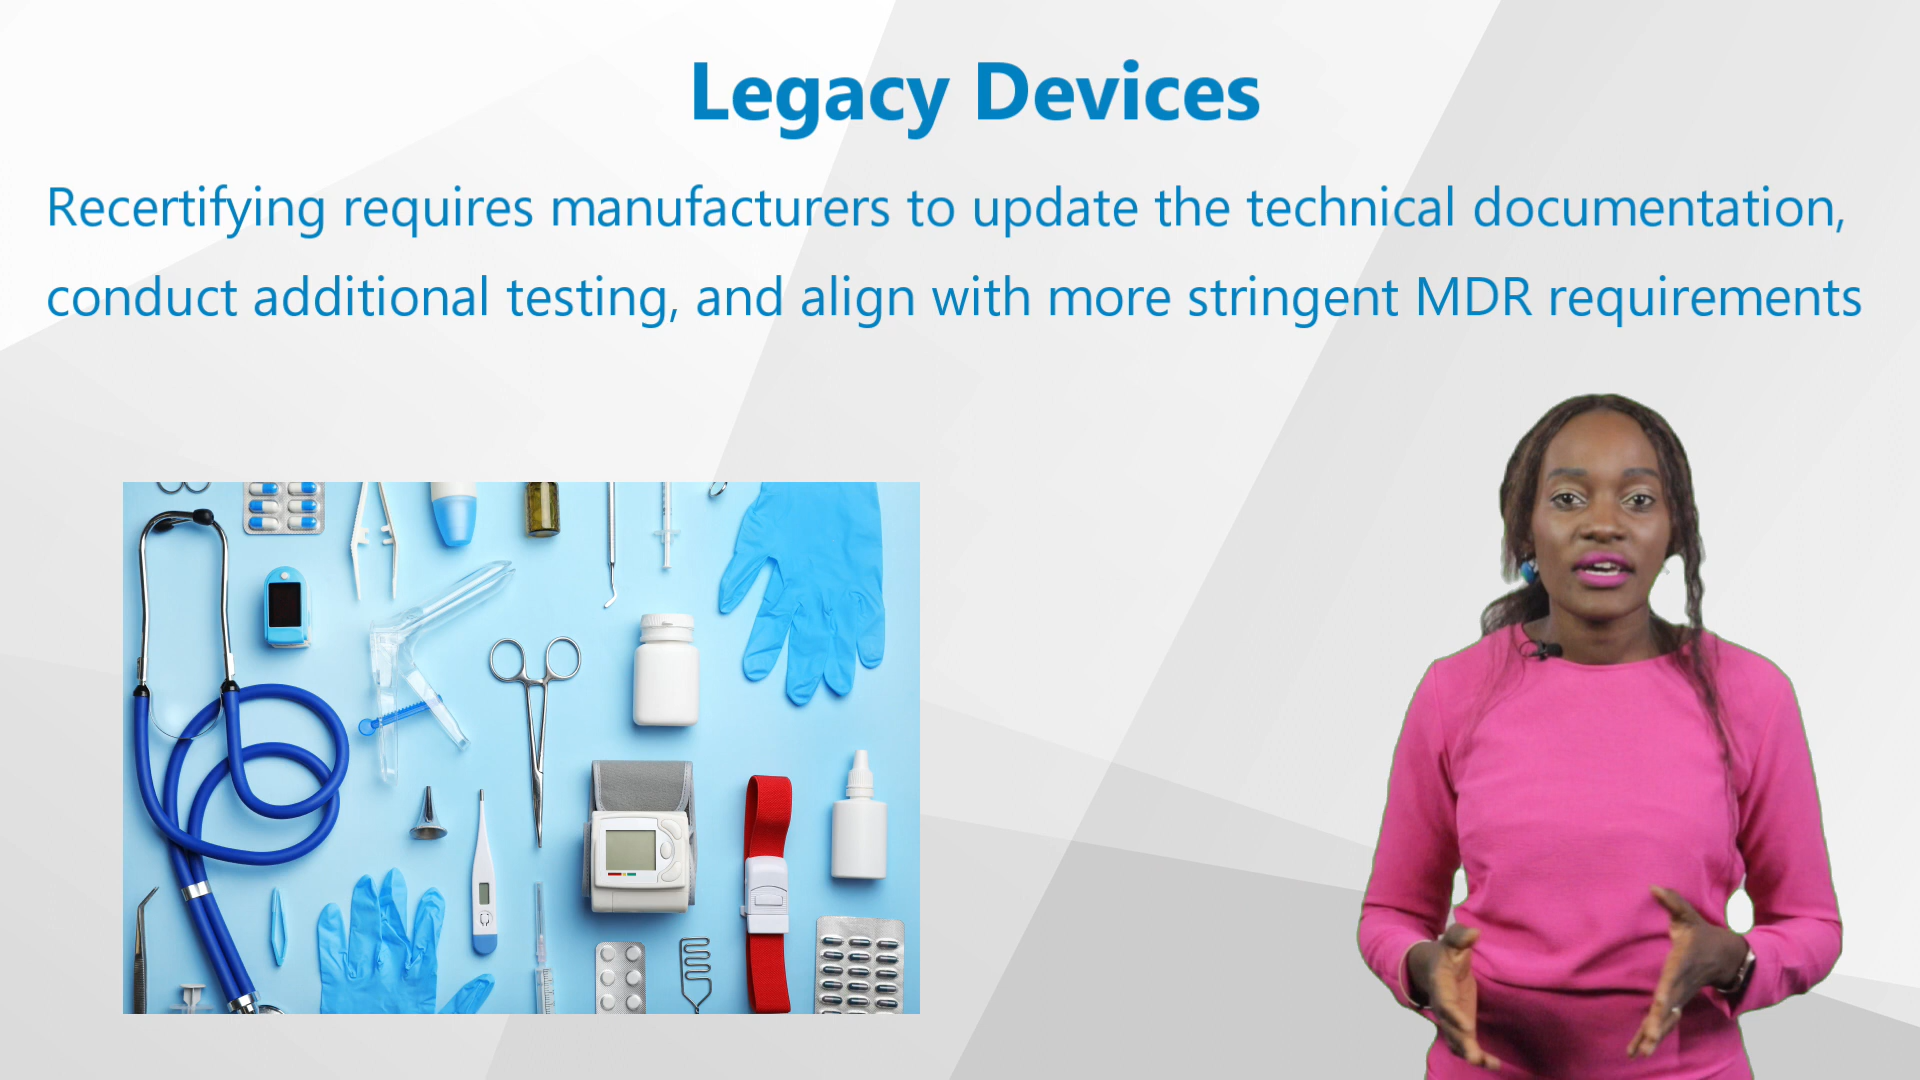 Legacy Devices
Recertifying requires manufacturers to update the technical documentation,
conduct additional testing, and align with more stringent MDR requirements